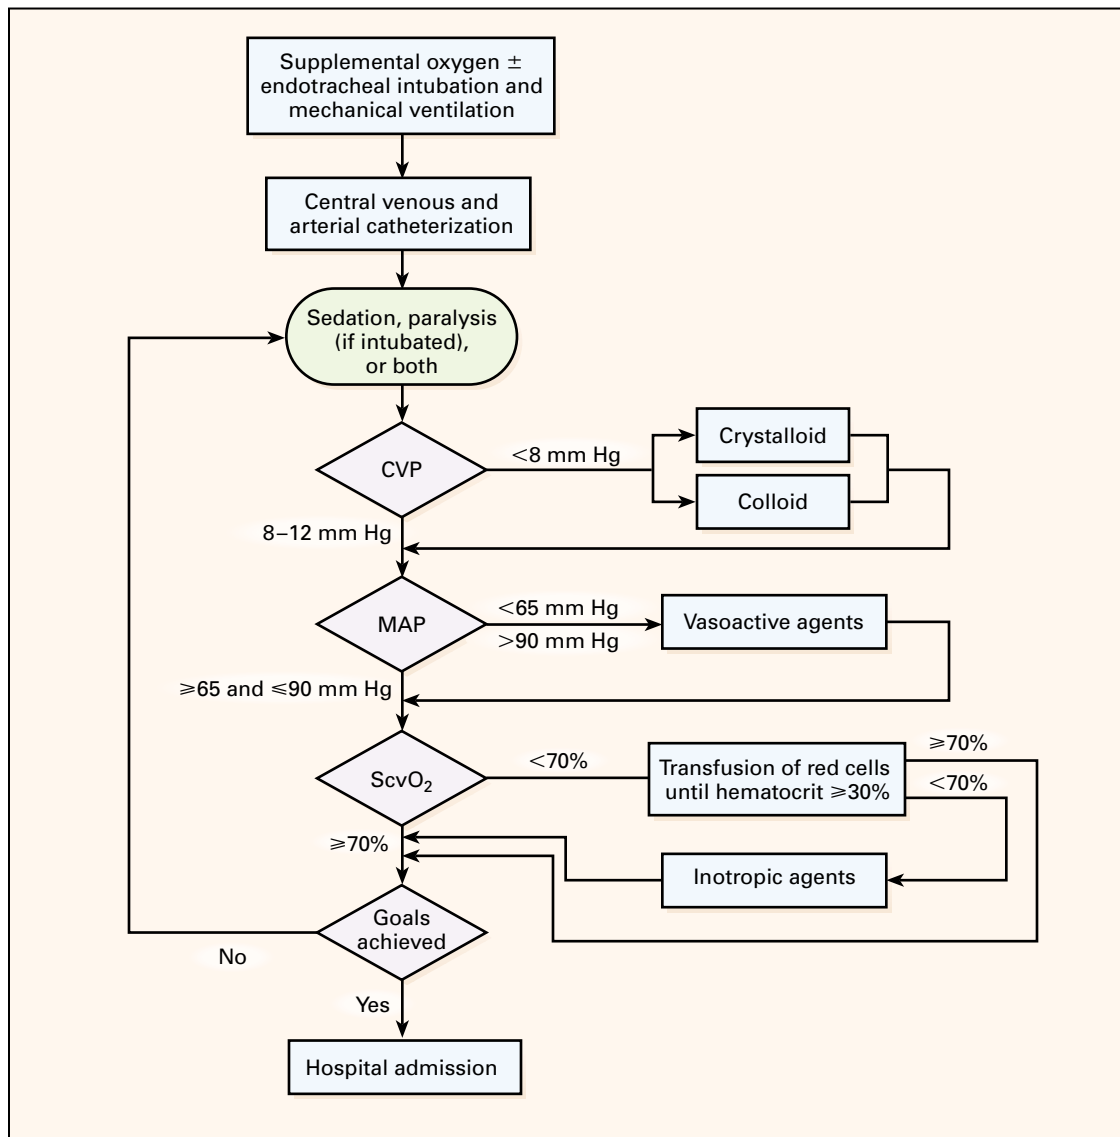 Supplemental oxygen ±
endotracheal intubation and
mechanical ventilation
Central venous and
arterial catheterization
Sedation, paralysis
(if intubated),
or both
CVP
<8 mm Hg
Crystalloid
Colloid
8–12 mm Hg
MAP
<65 mm Hg
>90 mm Hg
Vasoactive agents
≥65 and ≤90 mm Hg
ScvO₂
<70%
Transfusion of red cells
until hematocrit ≥30%
≥70%
<70%
≥70%
Inotropic agents
Goals
achieved
No
Yes
Hospital admission